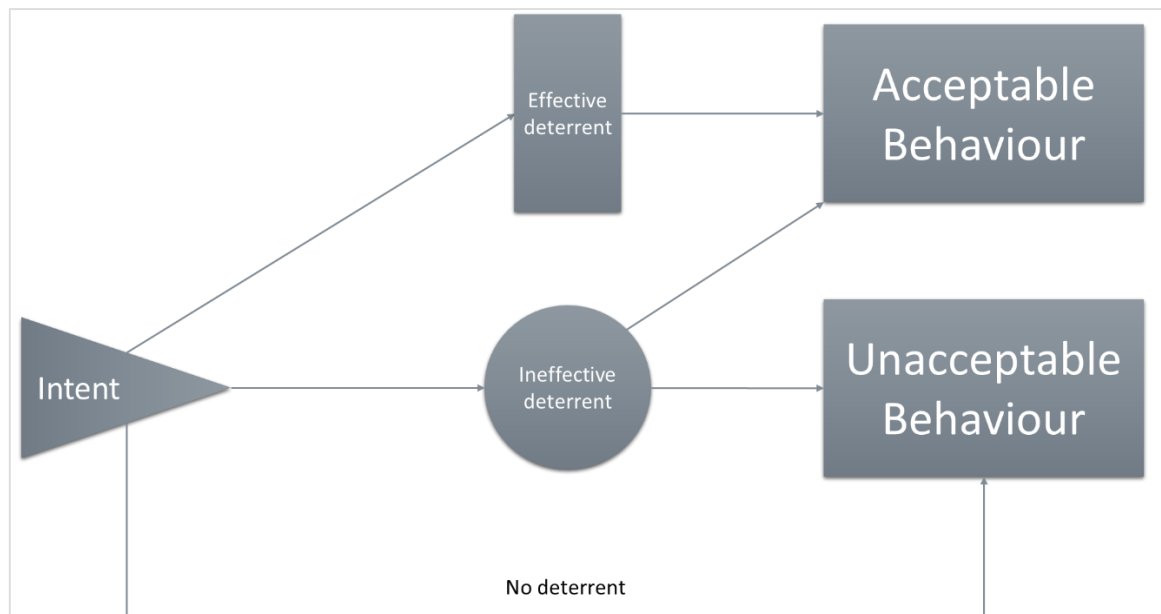 Effective
deterrent
Acceptable
Behaviour
Intent
Ineffective
deterrent
Unacceptable
Behaviour
No deterrent